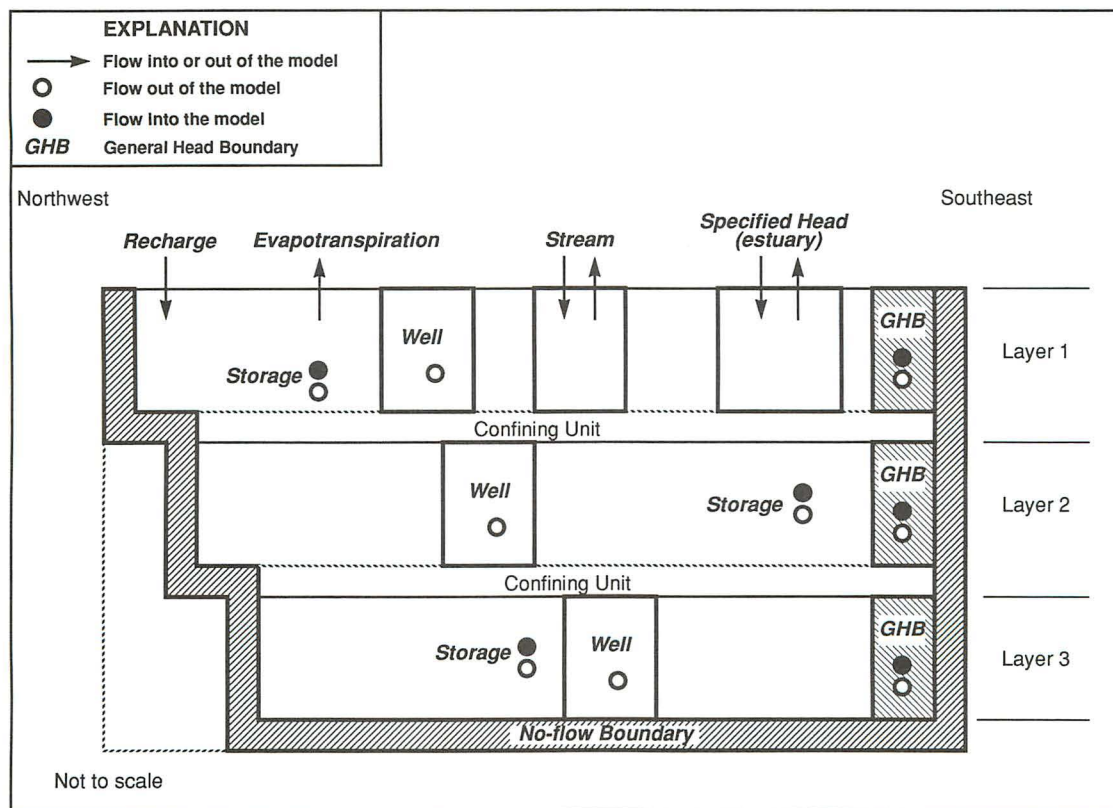 EXPLANATION
Flow into or out of the model
Flow out of the model
Flow into the model
GHB General Head Boundary
Northwest
Southeast
Recharge
Evapotranspiration
Stream
Specified Head
(estuary)
Well
GHB
Storage
Layer 1
Confining Unit
Well
GHB
Storage
Layer 2
Confining Unit
Storage
Well
GHB
Layer 3
No-flow Boundary
Not to scale